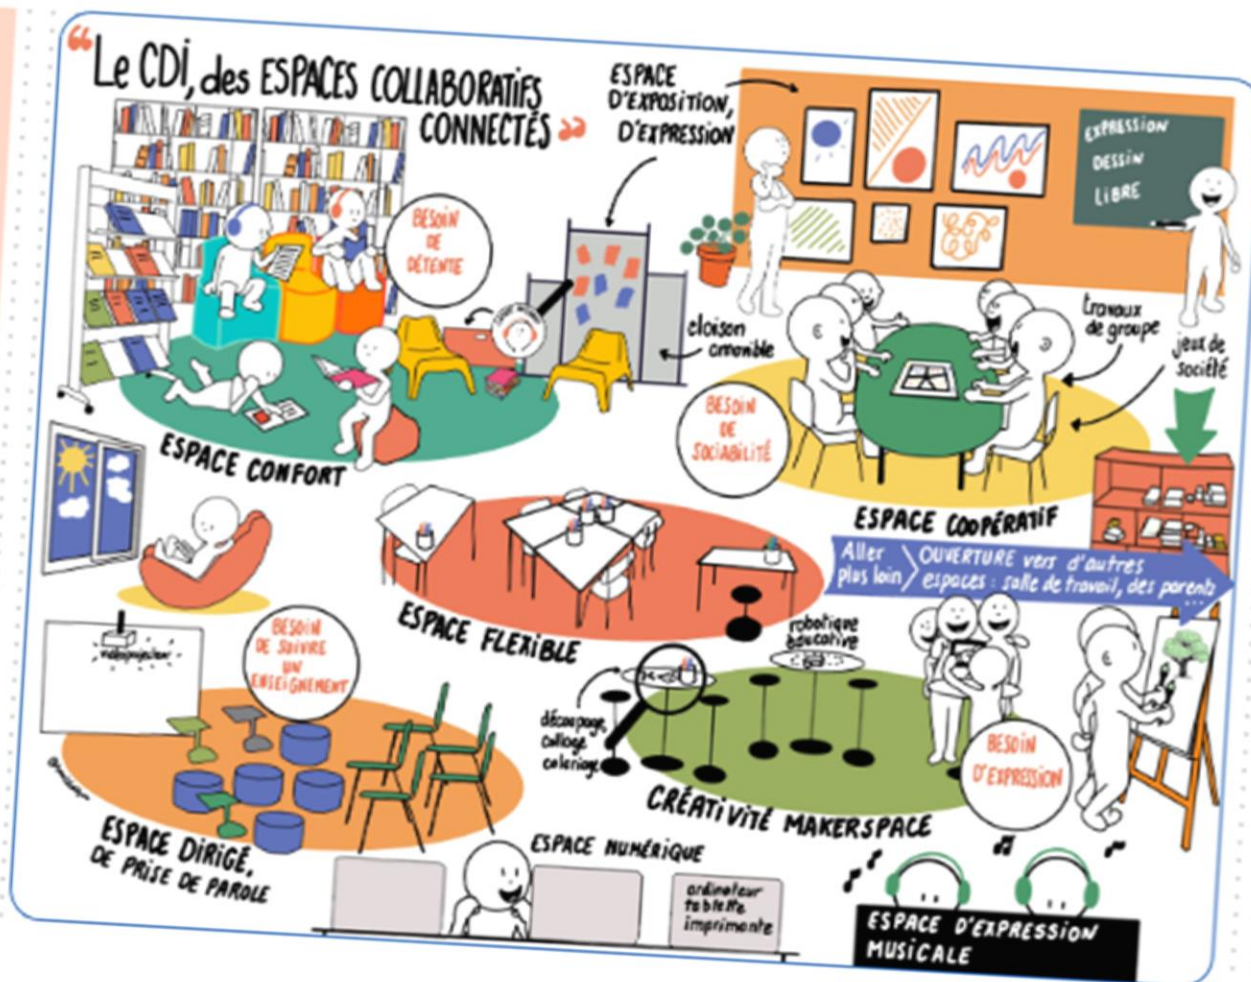 “Le CDI, des ESPACES COLLABORATIFS
CONNECTÉS”
ESPACE
D'EXPOSITION,
D'EXPRESSION
EXPRESSION
DESSIN
LIBRE
BESOIN
DE
DÉTENTE
cloison
amovible
travaux
de groupe
jeux de
société
BESOIN
DE
SOCIABILITÉ
ESPACE CONFORT
ESPACE COOPÉRATIF
Aller
plus loin
OUVERTURE vers d'autres
espaces : salle de travail, des parents
...
ESPACE FLEXIBLE
robotique
éducative
vidéoprojecteur
BESOIN
DE SUIVRE
UN
ENSEIGNEMENT
découpage
collage
coloriage
BESOIN
D'EXPRESSION
CRÉATIVITÉ MAKERSPACE
ESPACE DIRIGÉ,
DE PRISE DE PAROLE
ESPACE NUMÉRIQUE
ordinateur
tablette
imprimante
ESPACE D'EXPRESSION
MUSICALE